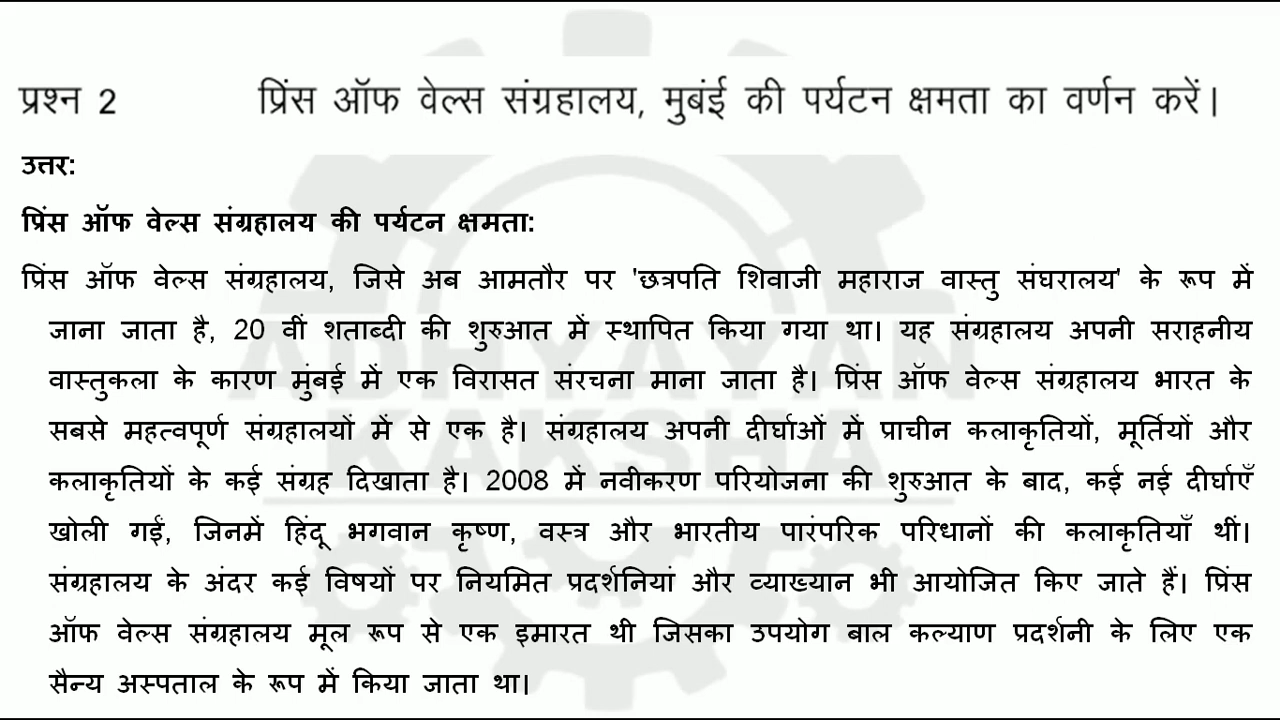 प्रश्न 2 प्रिंस ऑफ वेल्स संग्रहालय, मुबंई की पर्यटन क्षमता का वर्णन करें।
उत्तर:
प्रिंस ऑफ वेल्स संग्रहालय की पर्यटन क्षमता:
प्रिंस ऑफ वेल्स संग्रहालय, जिसे अब आमतौर पर 'छत्रपति शिवाजी महाराज वास्तु संघरालय' के रूप में
जाना जाता है, 20 वीं शताब्दी की शुरुआत में स्थापित किया गया था। यह संग्रहालय अपनी सराहनीय
वास्तुकला के कारण मुंबई में एक विरासत संरचना माना जाता है। प्रिंस ऑफ वेल्स संग्रहालय भारत के
सबसे महत्वपूर्ण संग्रहालयों में से एक है। संग्रहालय अपनी दीर्घाओं में प्राचीन कलाकृतियों, मूर्तियों और
कलाकृतियों के कई संग्रह दिखाता है। 2008 में नवीकरण परियोजना की शुरुआत के बाद, कई नई दीर्घाएँ
खोली गईं, जिनमें हिंदू भगवान कृष्ण, वस्त्र और भारतीय पारंपरिक परिधानों की कलाकृतियाँ थीं।
संग्रहालय के अंदर कई विषयों पर नियमित प्रदर्शनियां और व्याख्यान भी आयोजित किए जाते हैं। प्रिंस
ऑफ वेल्स संग्रहालय मूल रूप से एक इमारत थी जिसका उपयोग बाल कल्याण प्रदर्शनी के लिए एक
सैन्य अस्पताल के रूप में किया जाता था।
ADHYAYAN
KAKSHA